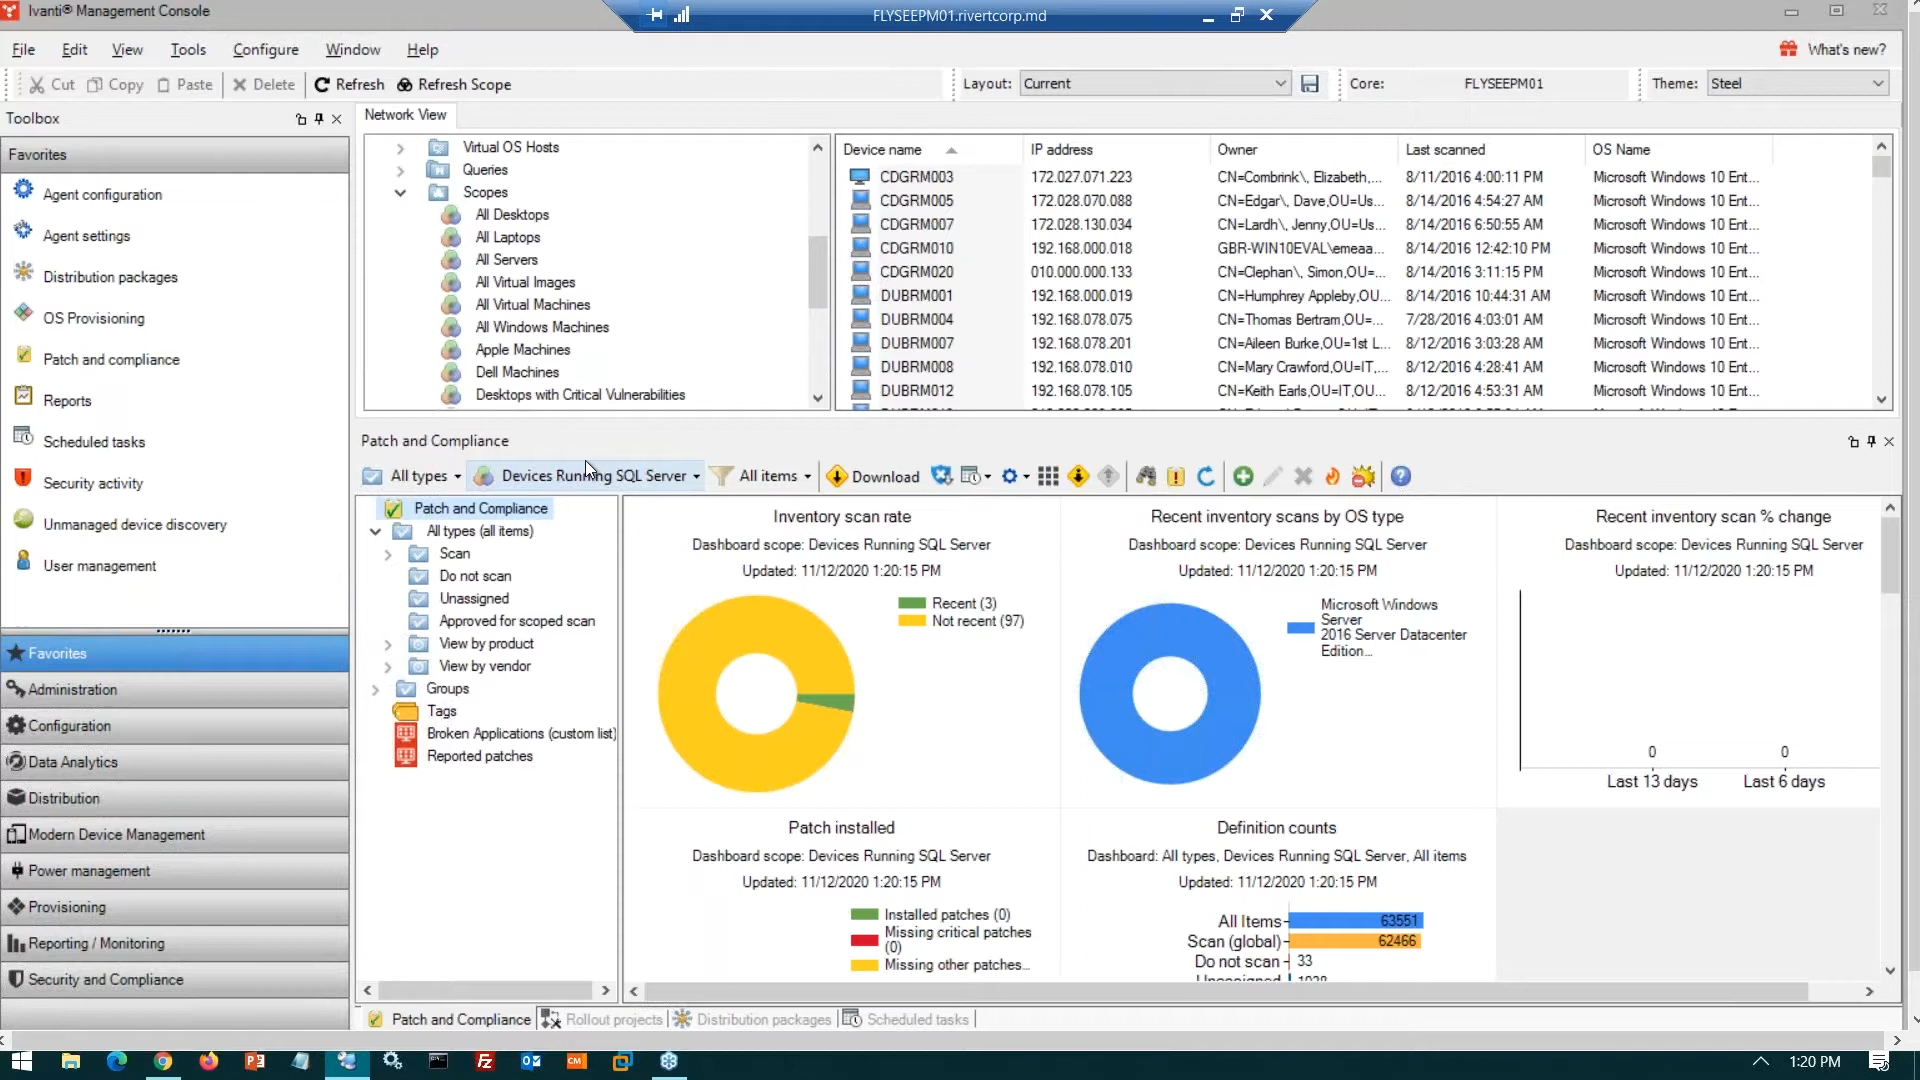 Ivanti® Management Console
FLYSEEPM01.rivertcorp.md
File Edit View Tools Configure Window Help
What's new?
Cut Copy Paste Delete Refresh Refresh Scope
Layout: Current
Core: FLYSEEPM01
Theme: Steel
Toolbox
Favorites
Agent configuration
Agent settings
Distribution packages
OS Provisioning
Patch and compliance
Reports
Scheduled tasks
Security activity
Unmanaged device discovery
User management
Favorites
Administration
Configuration
Data Analytics
Distribution
Modern Device Management
Power management
Provisioning
Reporting / Monitoring
Security and Compliance
Network View
Virtual OS Hosts
Queries
Scopes
All Desktops
All Laptops
All Servers
All Virtual Images
All Virtual Machines
All Windows Machines
Apple Machines
Dell Machines
Desktops with Critical Vulnerabilities
Device name IP address Owner Last scanned OS Name
CDGRM003 172.027.071.223 CN=Combrink\, Elizabeth,... 8/11/2016 4:00:11 PM Microsoft Windows 10 Ent...
CDGRM005 172.028.070.088 CN=Edgar\, Dave,OU=Us... 8/14/2016 4:54:27 AM Microsoft Windows 10 Ent...
CDGRM007 172.028.130.034 CN=Lardh\, Jenny,OU=Us... 8/14/2016 6:50:55 AM Microsoft Windows 10 Ent...
CDGRM010 192.168.000.018 GBR-WIN10EVAL\emeaa... 8/14/2016 12:42:10 PM Microsoft Windows 10 Ent...
CDGRM020 010.000.000.133 CN=Clephan\, Simon,OU=... 8/14/2016 3:11:15 PM Microsoft Windows 10 Ent...
DUBRM001 192.168.000.019 CN=Humphrey Appleby,OU... 8/14/2016 10:44:31 AM Microsoft Windows 10 Ent...
DUBRM004 192.168.078.075 CN=Thomas Bertram,OU=... 7/28/2016 4:03:01 AM Microsoft Windows 10 Ent...
DUBRM007 192.168.078.201 CN=Aileen Burke,OU=1st L... 8/12/2016 3:03:28 AM Microsoft Windows 10 Ent...
DUBRM008 192.168.078.010 CN=Mary Crawford,OU=IT,... 8/12/2016 4:28:41 AM Microsoft Windows 10 Ent...
DUBRM012 192.168.078.105 CN=Keith Earls,OU=IT,OU... 8/12/2016 4:53:31 AM Microsoft Windows 10 Ent...
Patch and Compliance
All types Devices Running SQL Server All items Download
Patch and Compliance
All types (all items)
Scan
Do not scan
Unassigned
Approved for scoped scan
View by product
View by vendor
Groups
Tags
Broken Applications (custom list)
Reported patches
Inventory scan rate
Dashboard scope: Devices Running SQL Server
Updated: 11/12/2020 1:20:15 PM
Recent (3)
Not recent (97)
Recent inventory scans by OS type
Dashboard scope: Devices Running SQL Server
Updated: 11/12/2020 1:20:15 PM
Microsoft Windows
Server
2016 Server Datacenter
Edition...
Recent inventory scan % change
Dashboard scope: Devices Running SQL Server
Updated: 11/12/2020 1:20:15 PM
0 0
Last 13 days Last 6 days
Patch installed
Dashboard scope: Devices Running SQL Server
Updated: 11/12/2020 1:20:15 PM
Installed patches (0)
Missing critical patches
(0)
Missing other patches...
Definition counts
Dashboard: All types, Devices Running SQL Server, All items
Updated: 11/12/2020 1:20:15 PM
All Items 63551
Scan (global) 62466
Do not scan 33
Patch and Compliance Rollout projects Distribution packages Scheduled tasks
1:20 PM